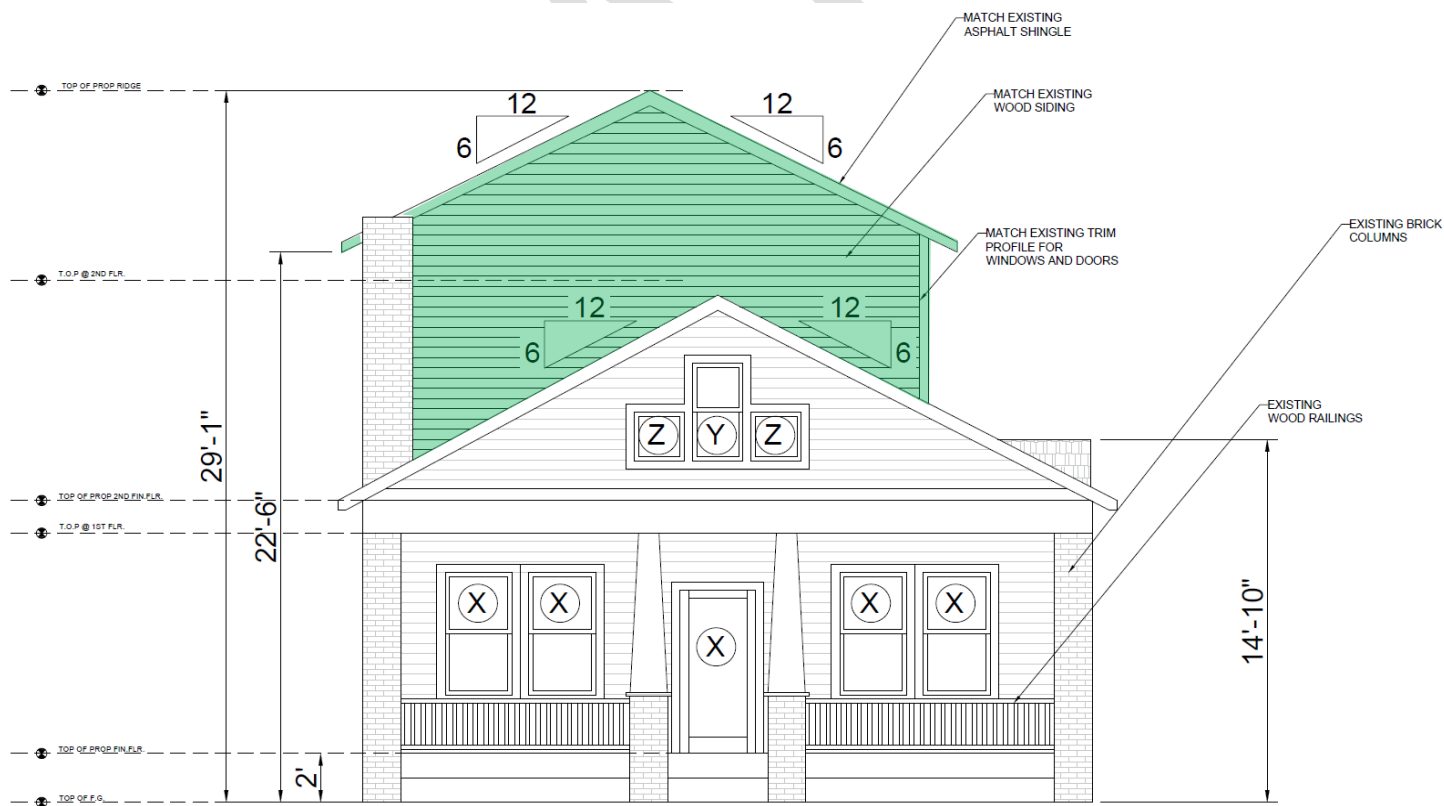 MATCH EXISTING
ASPHALT SHINGLE
TOP OF PROP RIDGE
12
12
MATCH EXISTING
WOOD SIDING
6
6
EXISTING BRICK
COLUMNS
MATCH EXISTING TRIM
PROFILE FOR
WINDOWS AND DOORS
T.O.P @ 2ND FLR.
12
12
6
6
EXISTING
WOOD RAILINGS
29'-1"
Z
Y
Z
TOP OF PROP 2ND FIN.FLR.
22'-6"
T.O.P @ 1ST FLR.
X
X
X
X
14'-10"
X
TOP OF PROP FIN.FLR.
2'
TOP OF F.G.